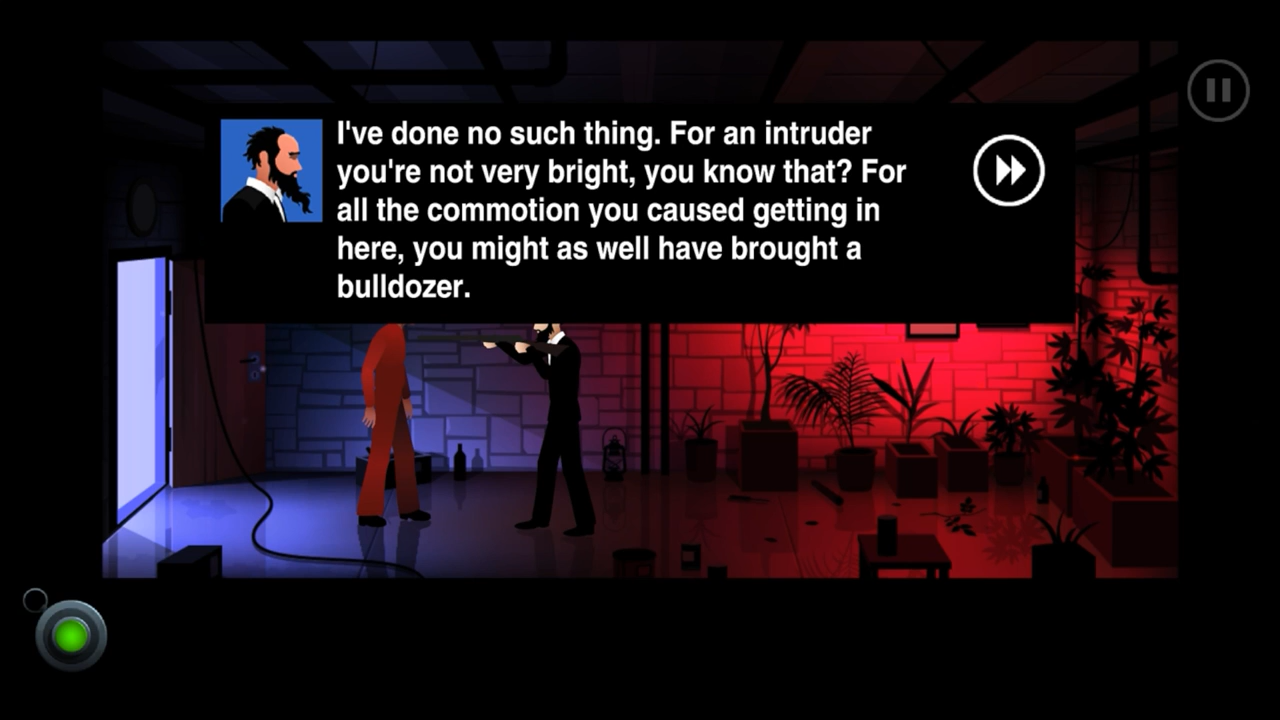 I've done no such thing. For an intruder
you're not very bright, you know that? For
all the commotion you caused getting in
here, you might as well have brought a
bulldozer.